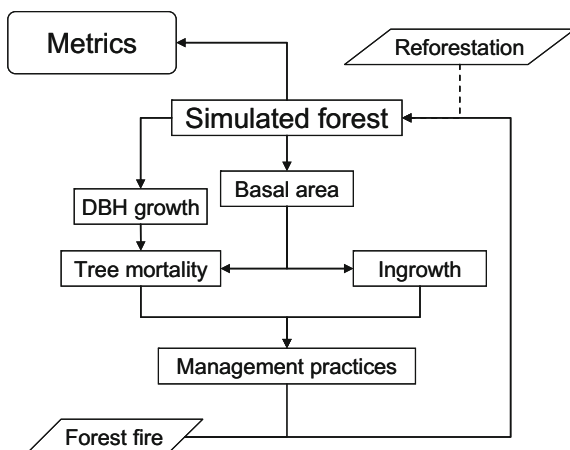 Metrics
Reforestation
Simulated forest
Basal area
DBH growth
Tree mortality
Ingrowth
Management practices
Forest fire